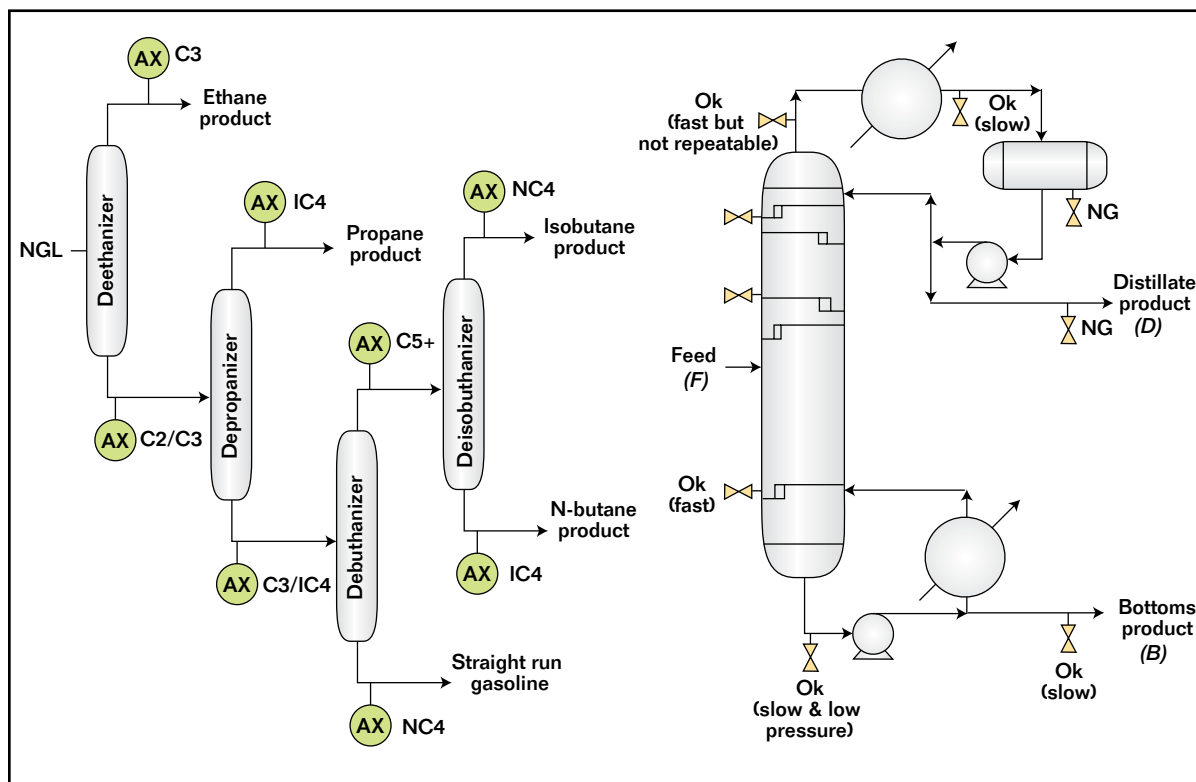 AX C3
Ethane
product
NGL
Deethanizer
AX C2/C3
AX IC4
Propane
product
Depropanizer
AX C3/IC4
AX C5+
Debuthanizer
AX NC4
Straight run
gasoline
AX NC4
Isobutane
product
Deisobuthanizer
N-butane
product
AX IC4
Ok
(fast but
not repeatable)
Ok
(slow)
NG
Distillate
product
(D)
NG
Feed
(F)
Ok
(fast)
Bottoms
product
(B)
Ok
(slow & low
pressure)
Ok
(slow)